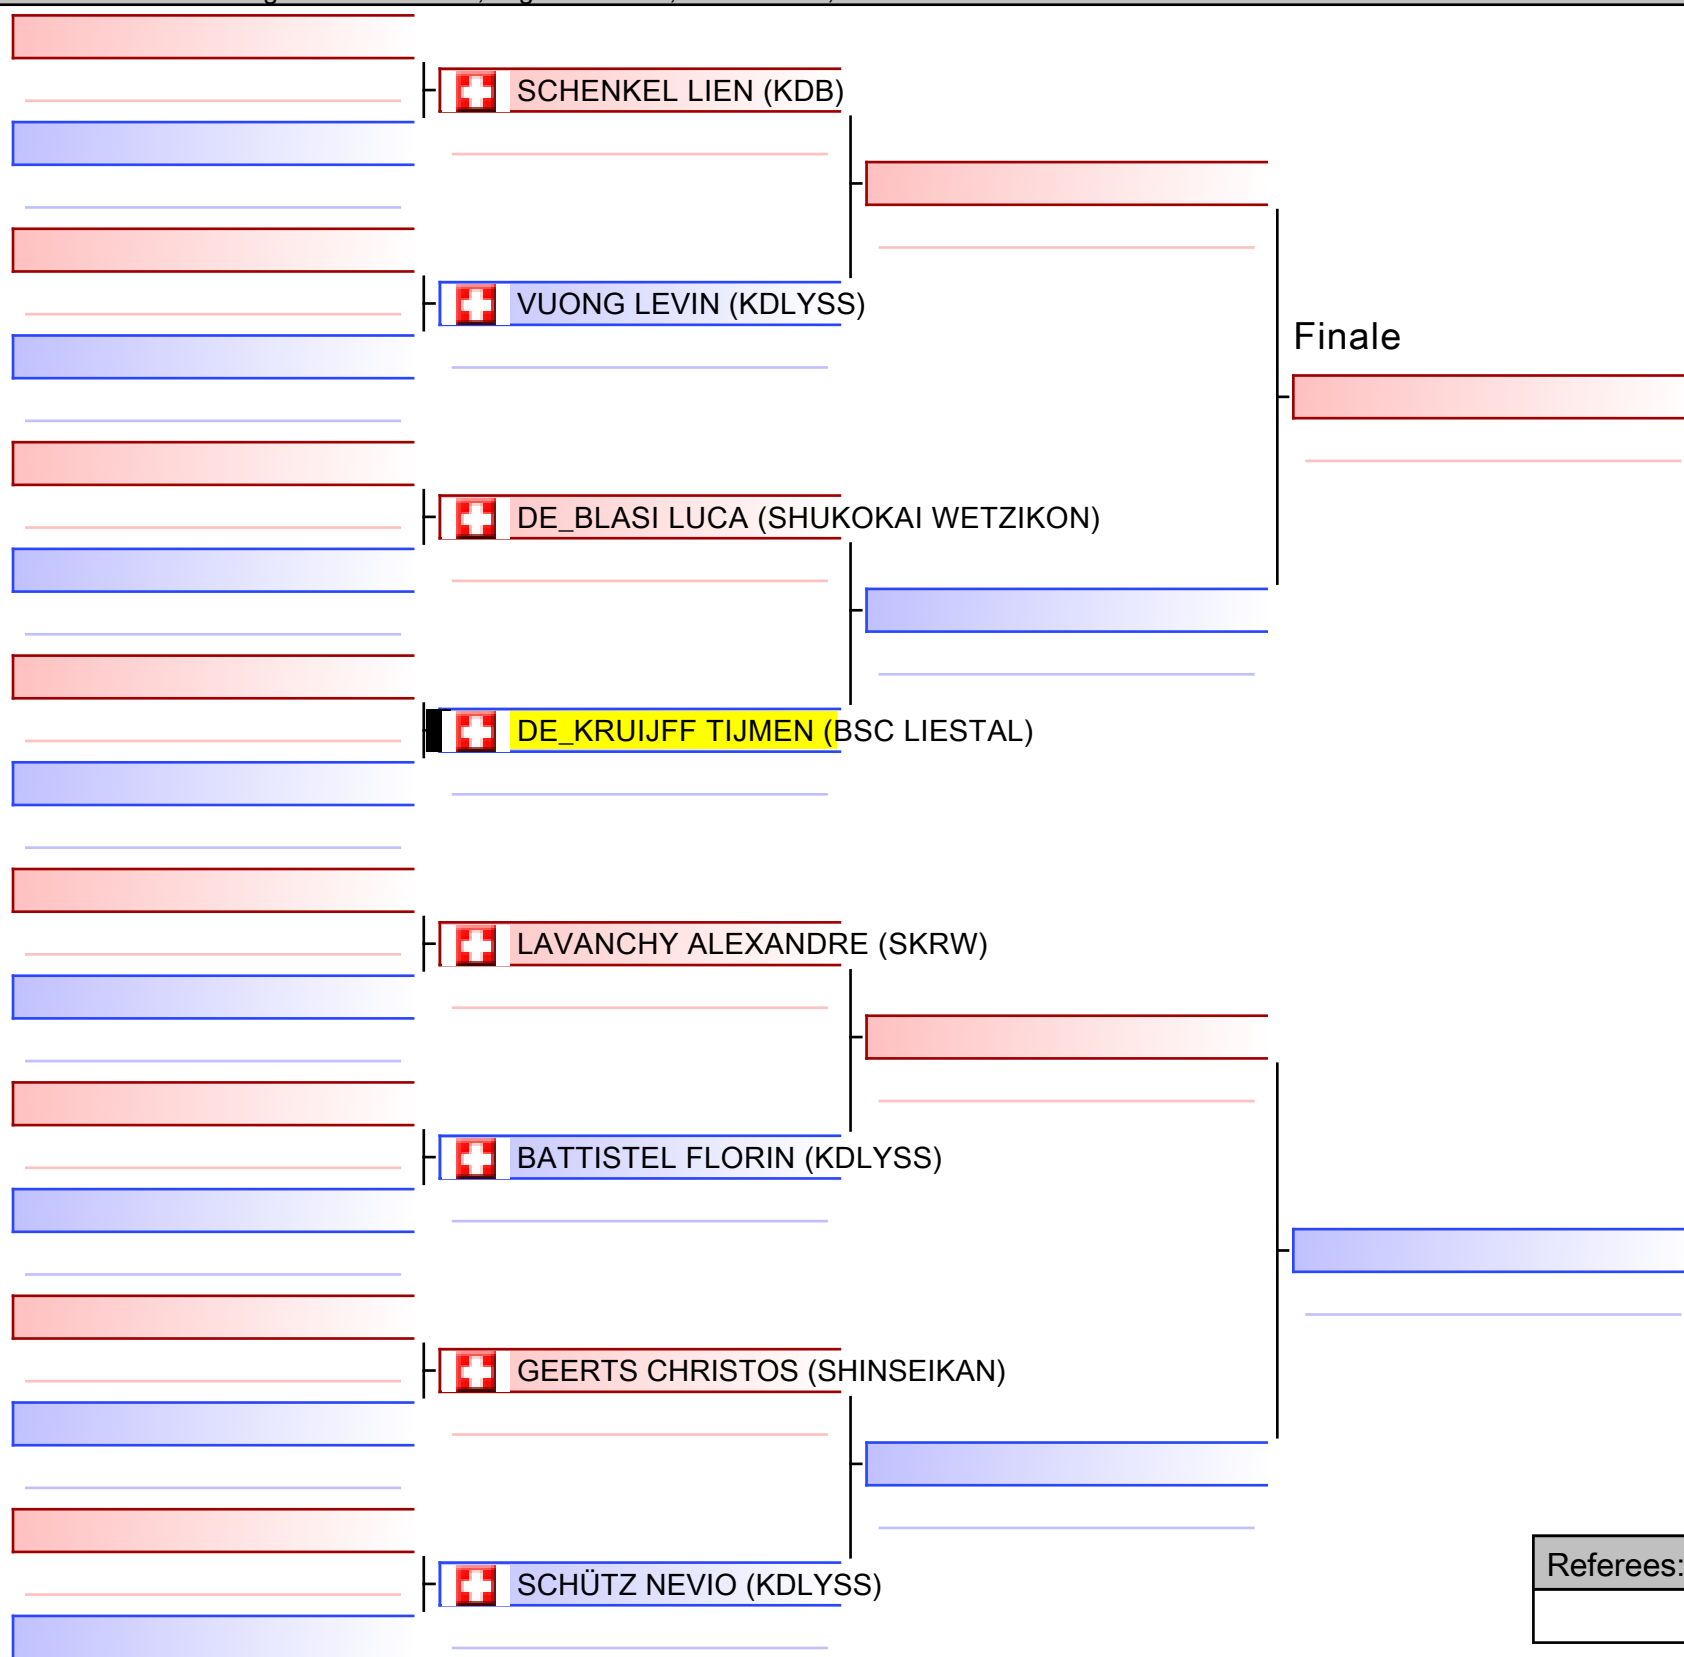 SCHENKEL LIEN (KDB)
VUONG LEVIN (KDLYSS)
Finale
DE_BLASI LUCA (SHUKOKAI WETZIKON)
DE_KRUIJFF TIJMEN (BSC LIESTAL)
LAVANCHY ALEXANDRE (SKRW)
BATTISTEL FLORIN (KDLYSS)
GEERTS CHRISTOS (SHINSEIKAN)
Referees:
SCHÜTZ NEVIO (KDLYSS)